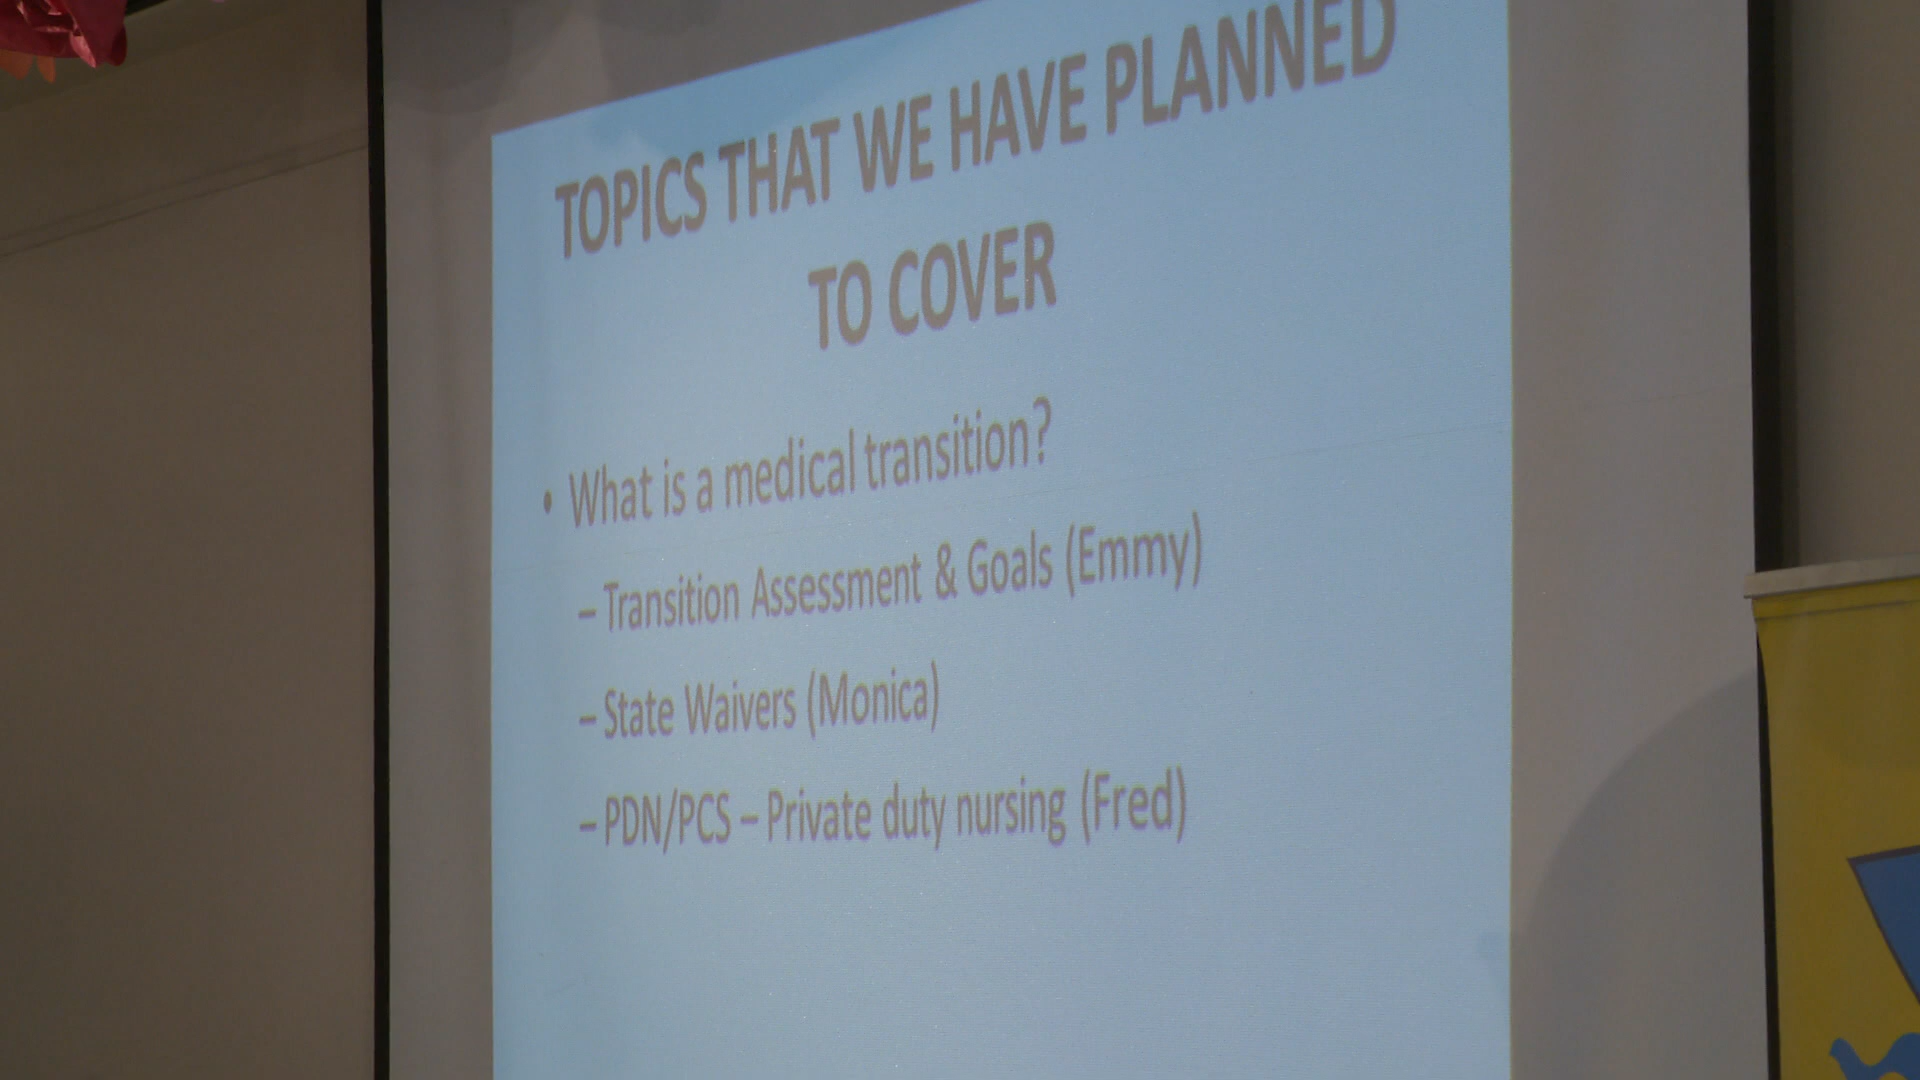 TOPICS THAT WE HAVE PLANNED
TO COVER
• What is a medical transition?
– Transition Assessment & Goals (Emmy)
– State Waivers (Monica)
– PDN/PCS – Private duty nursing (Fred)